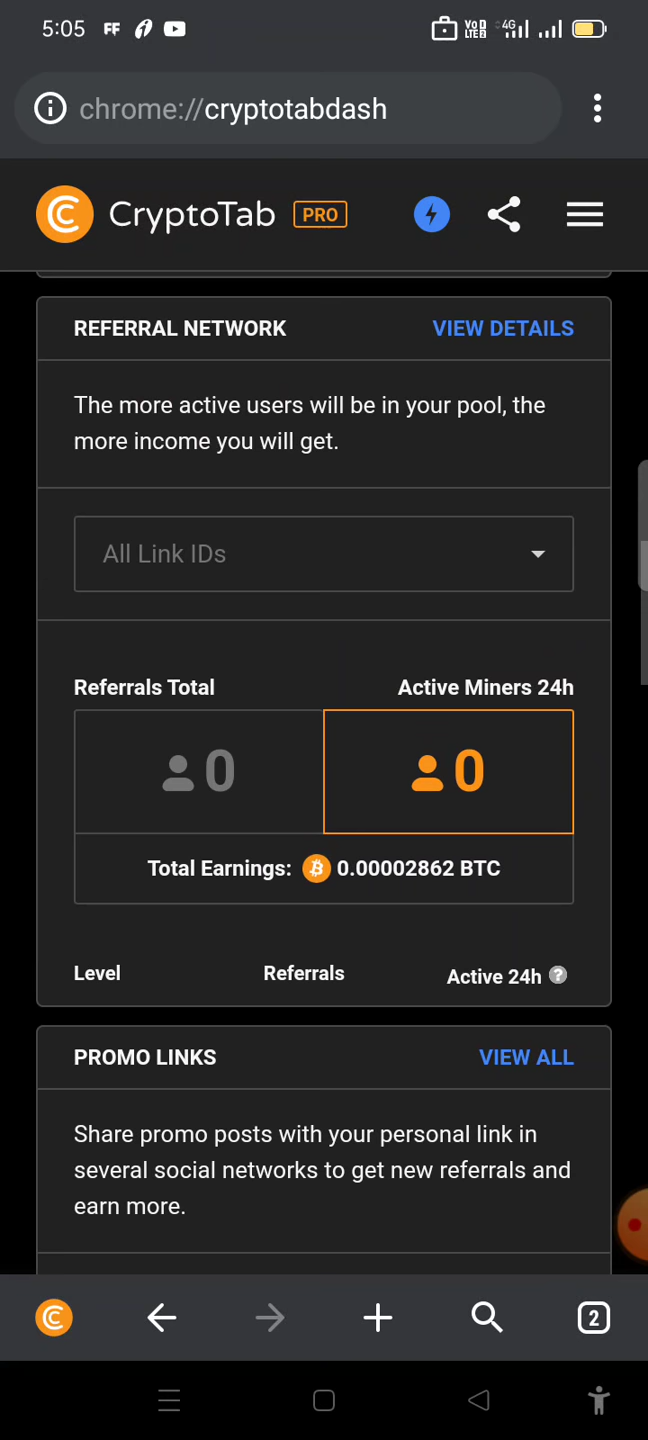 5:05
VoD LTE2 4G
chrome://cryptotabdash
CryptoTab PRO
REFERRAL NETWORK VIEW DETAILS
The more active users will be in your pool, the
more income you will get.
All Link IDs
Referrals Total Active Miners 24h
0 0
Total Earnings: 0.00002862 BTC
Level Referrals Active 24h ?
PROMO LINKS VIEW ALL
Share promo posts with your personal link in
several social networks to get new referrals and
earn more.
2